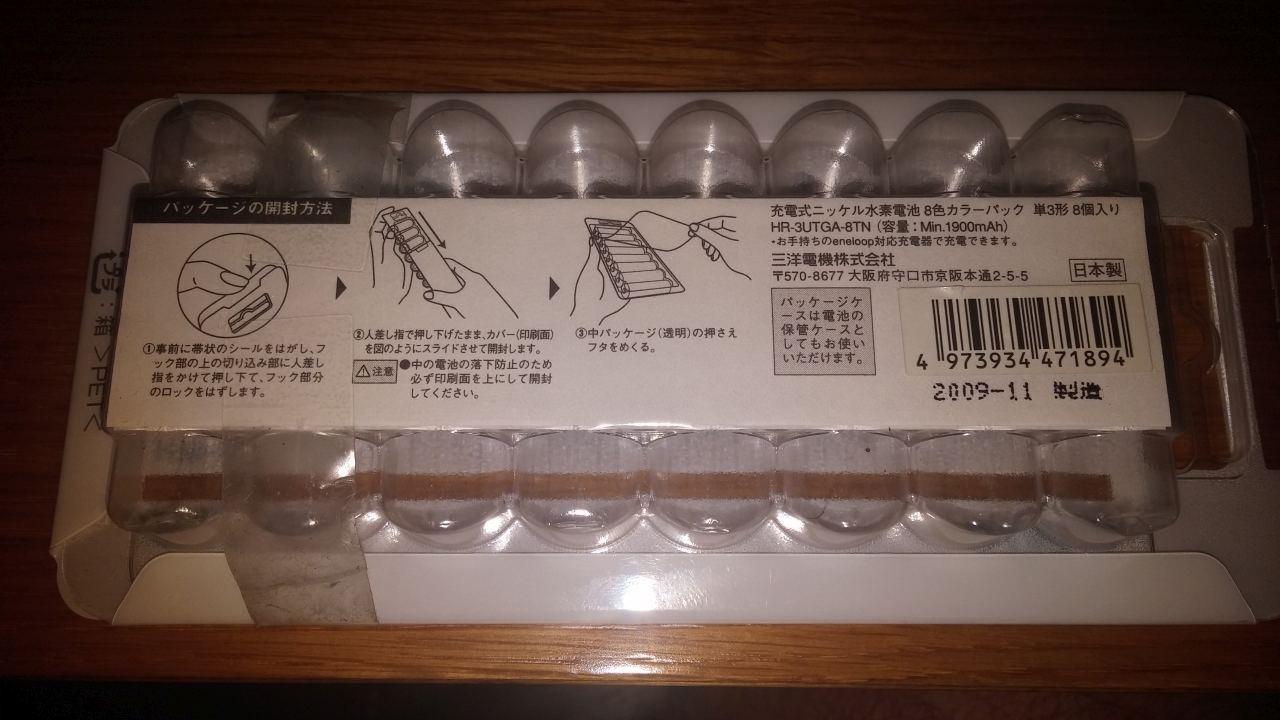 パッケージの開封方法
①事前に帯状のシールをはがし、フ
ック部の上の切り込み部に人差し
指をかけて押し下て、フック部分
のロックをはずします。
②人差し指で押し下げたまま、カバー(印刷面)
を図のようにスライドさせて開封します。
注意
●中の電池の落下防止のため
必ず印刷面を上にして開封
してください。
③中パッケージ(透明)の押さえ
フタをめくる。
充電式ニッケル水素電池 8色カラーパック 単3形 8個入り
HR-3UTGA-8TN (容量:Min.1900mAh)
•お手持ちのeneloop対応充電器で充電できます。
三洋電機株式会社
〒570-8677 大阪府守口市京阪本通2-5-5
日本製
パッケージケ
ースは電池の
保管ケースと
してもお使い
いただけます。
4 973934 471894
2009-11 製造
箱 >PET<